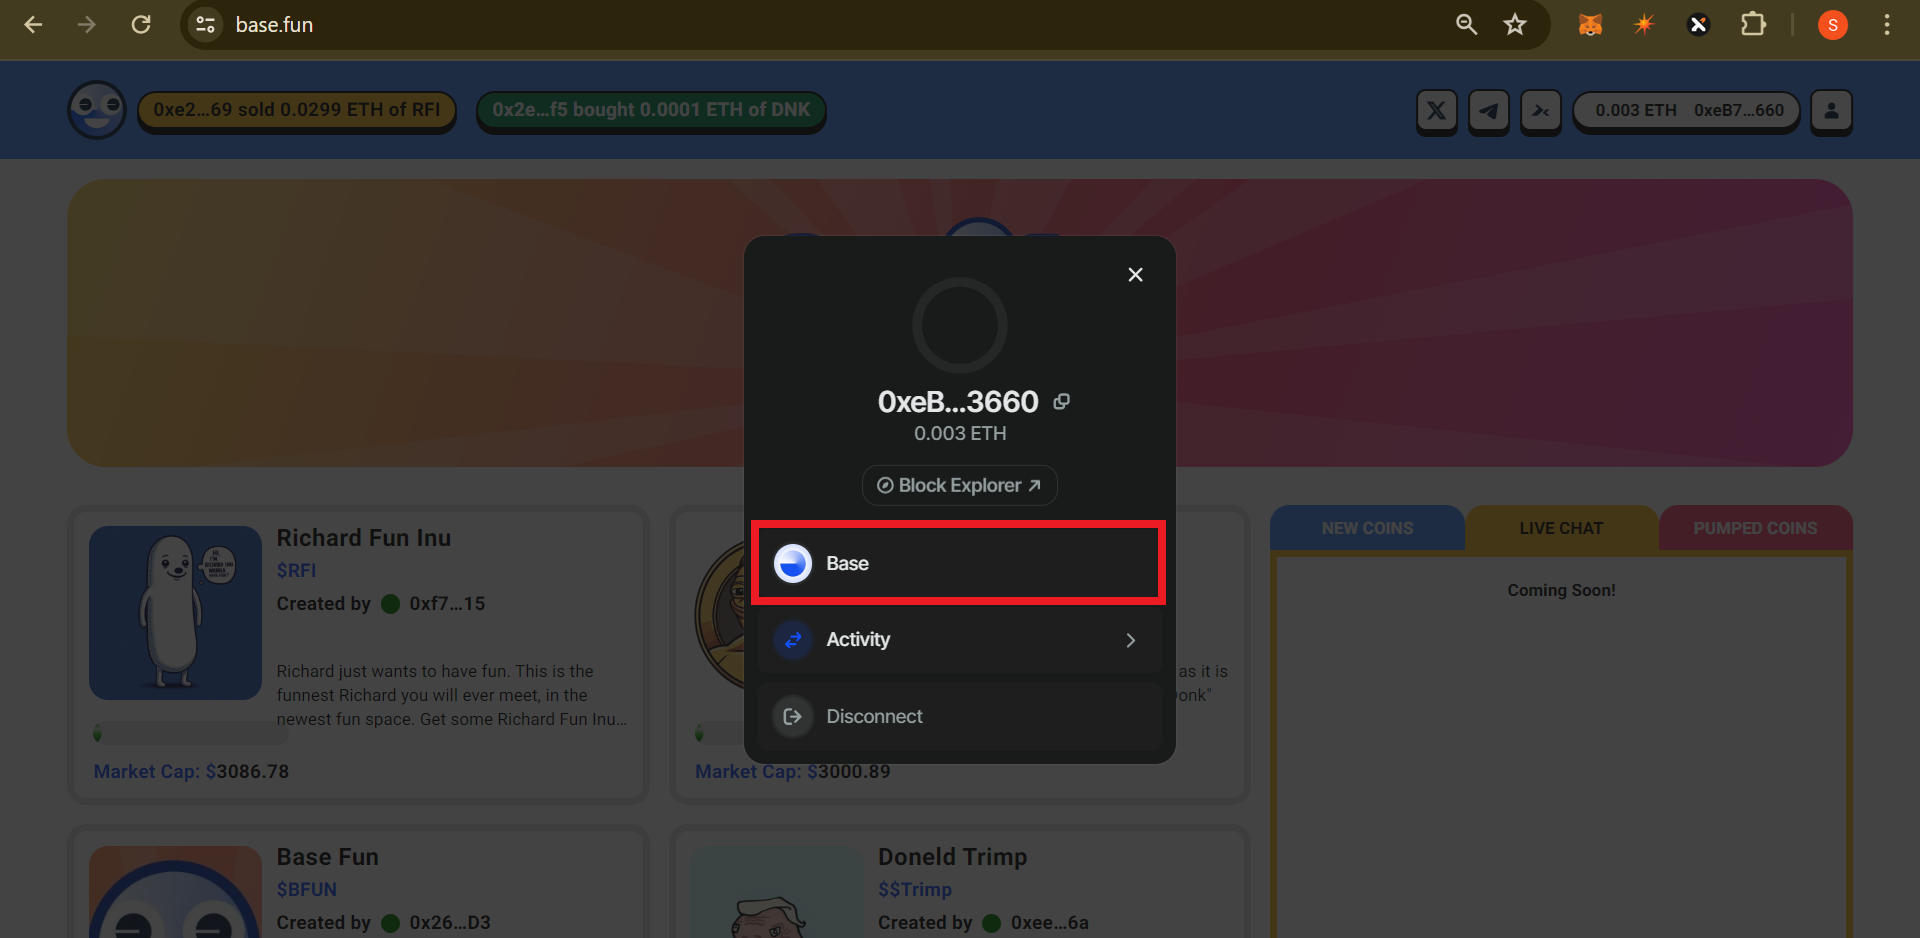 base.fun
S
0xe2...69 sold 0.0299 ETH of RFI
0x2e...f5 bought 0.0001 ETH of DNK
0.003 ETH 0xeB7...660
0xeB...3660
0.003 ETH
Block Explorer
Base
Activity
Disconnect
Richard Fun Inu
$RFI
Created by 0xf7...15
Richard just wants to have fun. This is the
funnest Richard you will ever meet, in the
newest fun space. Get some Richard Fun Inu...
Market Cap: $3086.78
as it is
onk"
Market Cap: $3000.89
NEW COINS
LIVE CHAT
PUMPED COINS
Coming Soon!
Base Fun
$BFUN
Created by 0x26...D3
Doneld Trimp
$$Trimp
Created by 0xee...6a